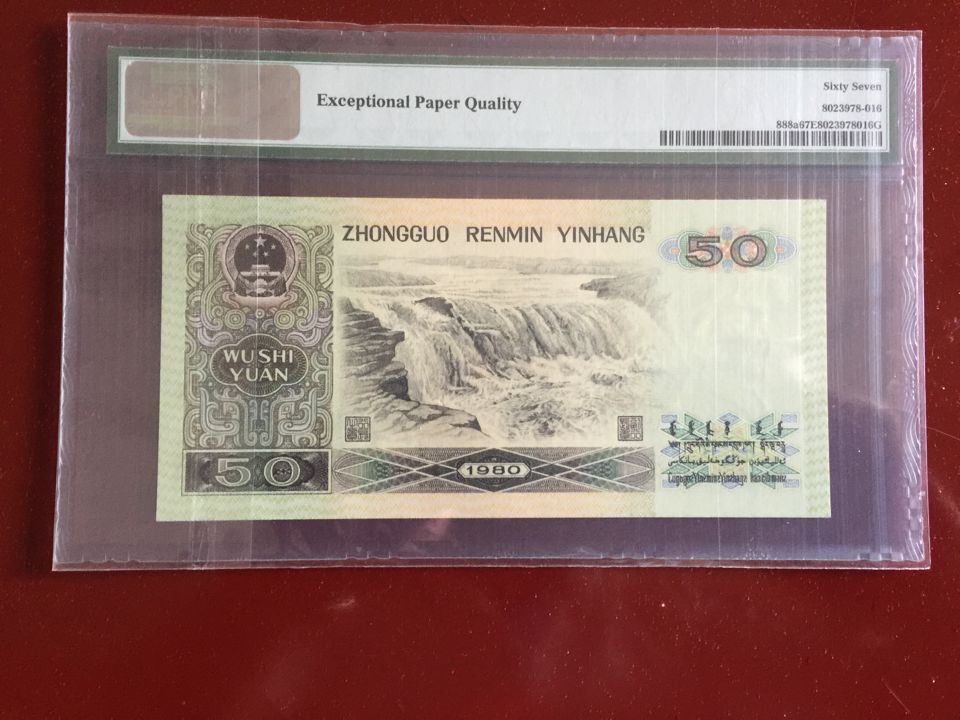 Exceptional Paper Quality
Sixty Seven
8023978-016
888a67E8023978016G
ZHONGGUO RENMIN YINHANG
50
WU SHI
YUAN
50
1980